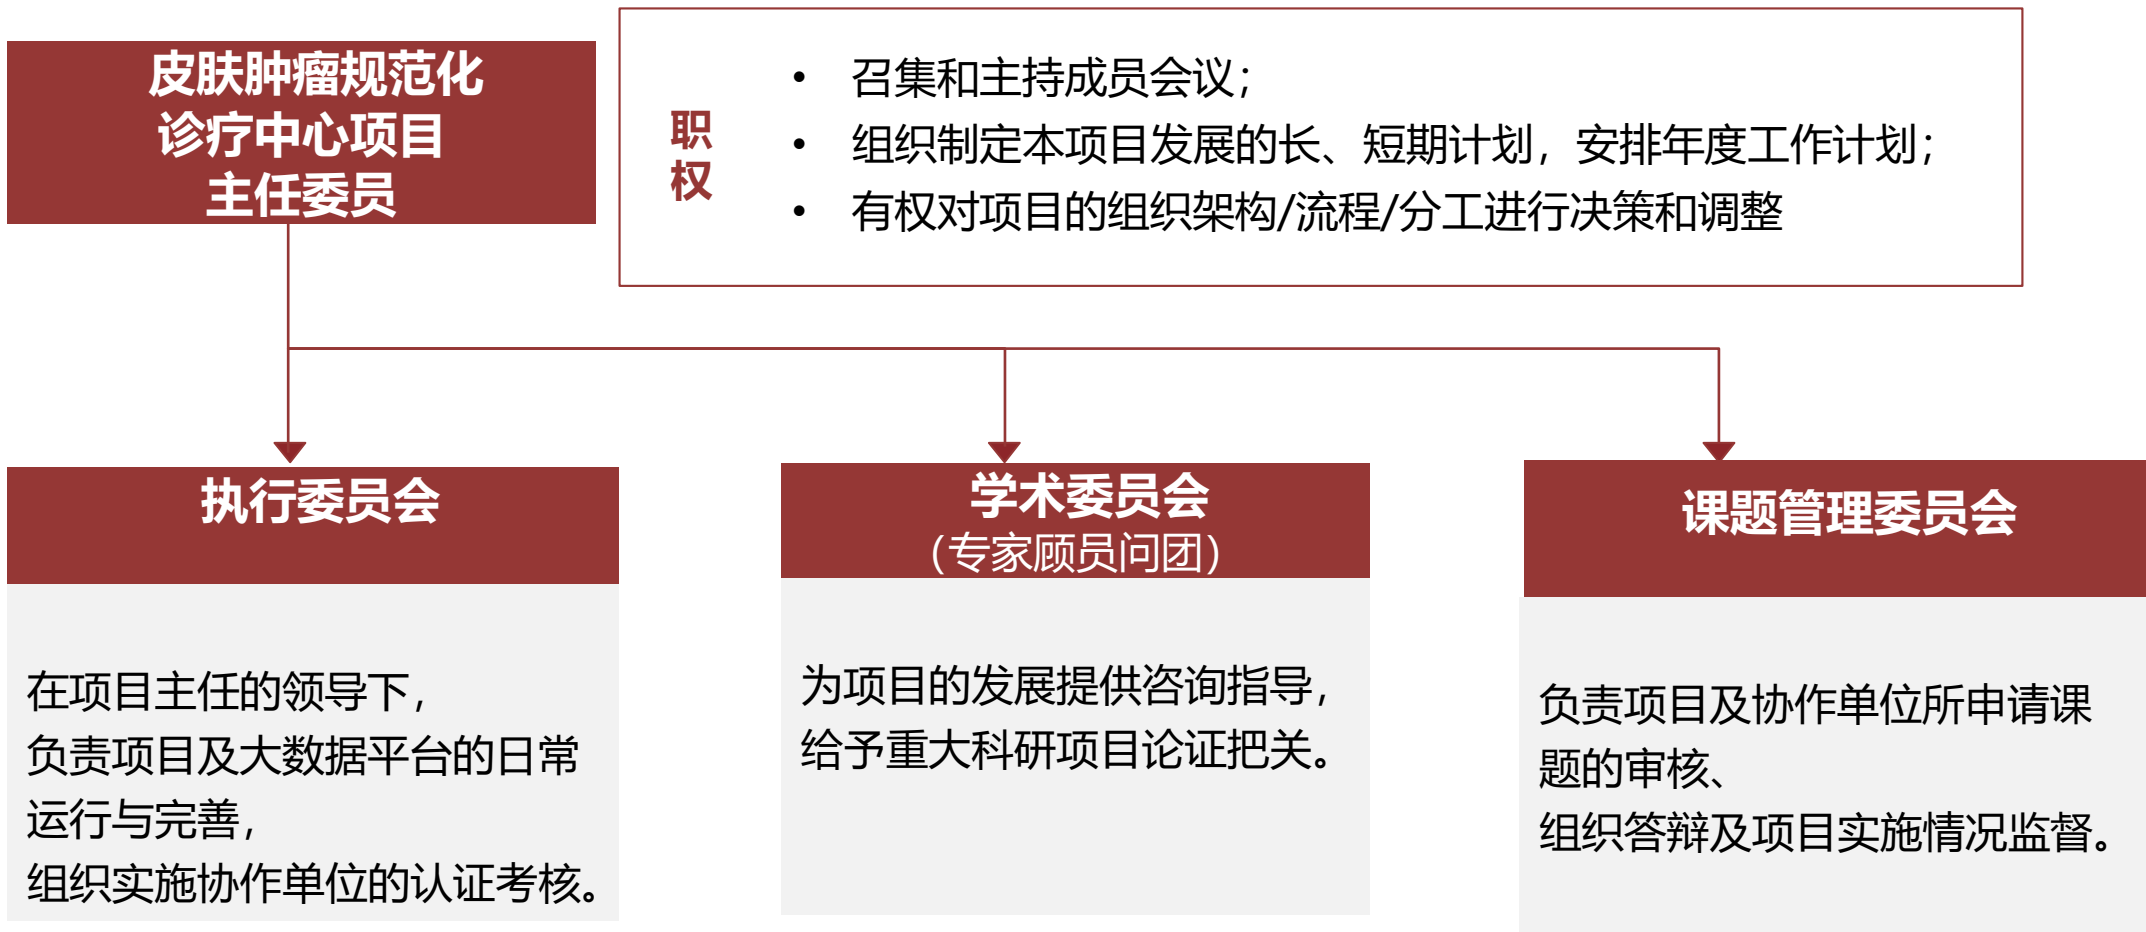 皮肤肿瘤规范化
诊疗中心项目
主任委员
职
权
• 召集和主持成员会议；
• 组织制定本项目发展的长、短期计划，安排年度工作计划；
• 有权对项目的组织架构/流程/分工进行决策和调整
执行委员会
在项目主任的领导下，
负责项目及大数据平台的日常
运行与完善，
组织实施协作单位的认证考核。
学术委员会
（专家顾员问团）
为项目的发展提供咨询指导，
给予重大科研项目论证把关。
课题管理委员会
负责项目及协作单位所申请课
题的审核、
组织答辩及项目实施情况监督。